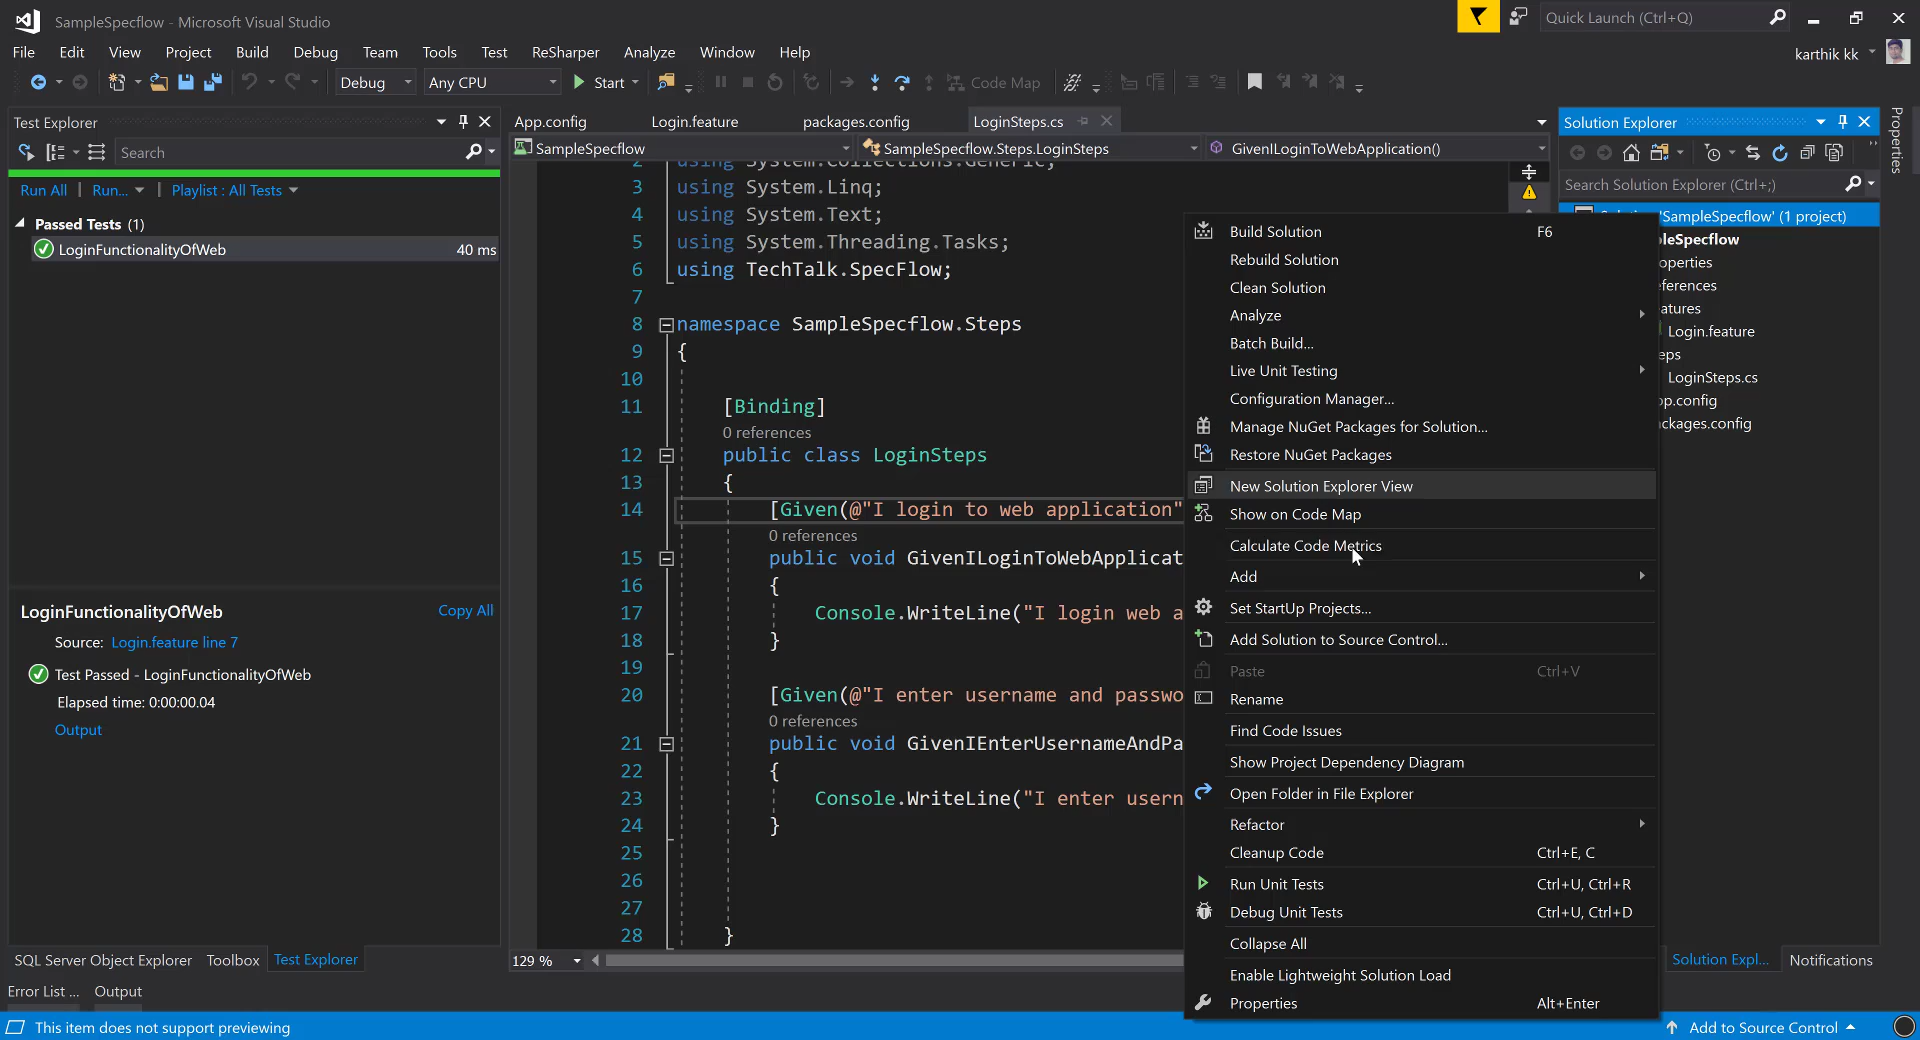 SampleSpecflow - Microsoft Visual Studio
Quick Launch (Ctrl+Q)
File Edit View Project Build Debug Team Tools Test ReSharper Analyze Window Help
karthik kk
Debug Any CPU Start Code Map
Test Explorer
Search
Run All Run... Playlist : All Tests
Passed Tests (1)
LoginFunctionalityOfWeb 40 ms
LoginFunctionalityOfWeb Copy All
Source: Login.feature line 7
Test Passed - LoginFunctionalityOfWeb
Elapsed time: 0:00:00.04
Output
SQL Server Object Explorer Toolbox Test Explorer
Error List ... Output
This item does not support previewing
App.config Login.feature packages.config LoginSteps.cs
SampleSpecflow SampleSpecflow.Steps.LoginSteps GivenILoginToWebApplication()
2 using System.Collections.Generic;
3 using System.Linq;
4 using System.Text;
5 using System.Threading.Tasks;
6 using TechTalk.SpecFlow;
7
8 namespace SampleSpecflow.Steps
9 {
10
11 [Binding]
0 references
12 public class LoginSteps
13 {
14 [Given(@"I login to web application"
0 references
15 public void GivenILoginToWebApplicat
16 {
17 Console.WriteLine("I login web a
18 }
19
20 [Given(@"I enter username and passwo
0 references
21 public void GivenIEnterUsernameAndPa
22 {
23 Console.WriteLine("I enter usern
24 }
25
26
27
28 }
129 %
Build Solution F6
Rebuild Solution
Clean Solution
Analyze
Batch Build...
Live Unit Testing
Configuration Manager...
Manage NuGet Packages for Solution...
Restore NuGet Packages
New Solution Explorer View
Show on Code Map
Calculate Code Metrics
Add
Set StartUp Projects...
Add Solution to Source Control...
Paste Ctrl+V
Rename
Find Code Issues
Show Project Dependency Diagram
Open Folder in File Explorer
Refactor
Cleanup Code Ctrl+E, C
Run Unit Tests Ctrl+U, Ctrl+R
Debug Unit Tests Ctrl+U, Ctrl+D
Collapse All
Enable Lightweight Solution Load
Properties Alt+Enter
Solution Explorer
Search Solution Explorer (Ctrl+;)
'SampleSpecflow' (1 project)
leSpecflow
operties
ferences
atures
Login.feature
eps
LoginSteps.cs
pp.config
ckages.config
Solution Expl... Notifications
Add to Source Control
Properties